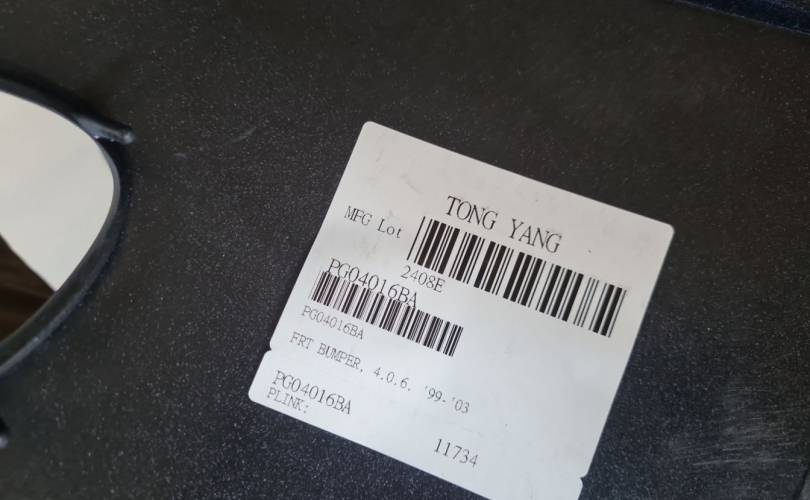 TONG YANG
MFG Lot
2408E
PG04016BA
PG04016BA
FRT BUMPER, 4.0.6. '99-'03
PG04016BA
PLINK:
11734